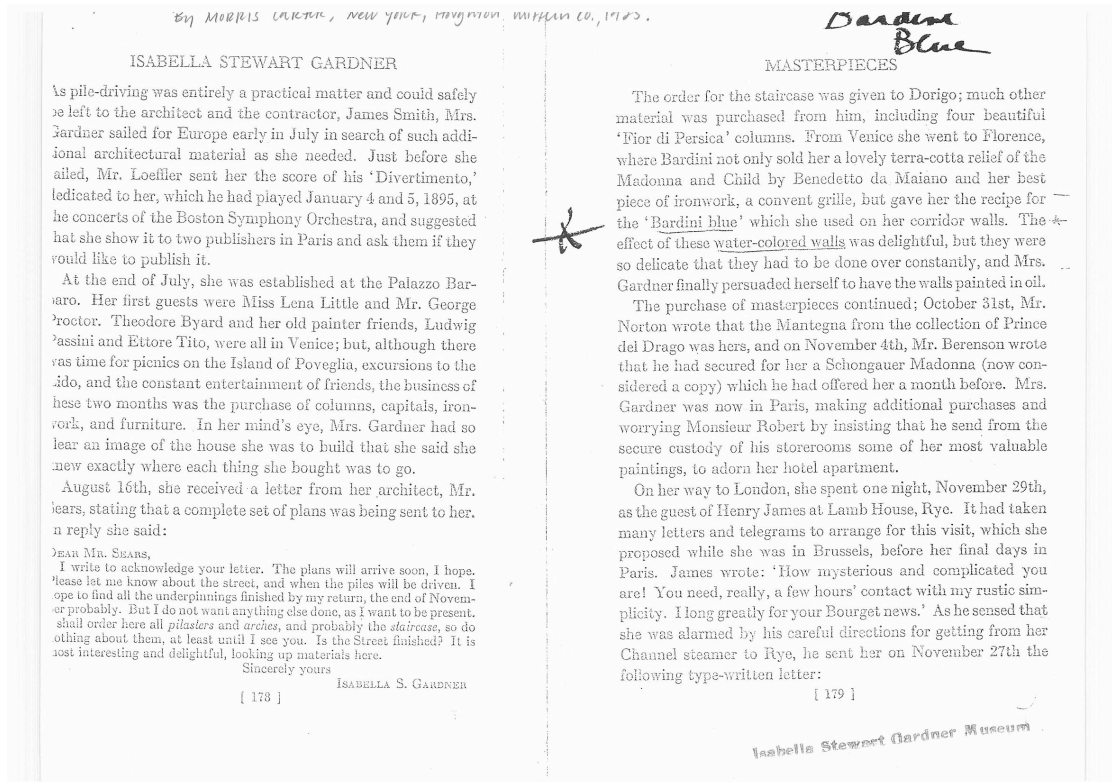 By MORRIS CARTER, NEW YORK, Houghton Mifflin Co., 1925.
Bardini
Blue
ISABELLA STEWART GARDNER
As pile-driving was entirely a practical matter and could safely
be left to the architect and the contractor, James Smith, Mrs.
Gardner sailed for Europe early in July in search of such addi-
tional architectural material as she needed. Just before she
ailed, Mr. Loeffler sent her the score of his ‘Divertimento,’
dedicated to her, which he had played January 4 and 5, 1895, at
he concerts of the Boston Symphony Orchestra, and suggested
hat she show it to two publishers in Paris and ask them if they
would like to publish it.
At the end of July, she was established at the Palazzo Bar-
baro. Her first guests were Miss Lena Little and Mr. George
Proctor. Theodore Byard and her old painter friends, Ludwig
Passini and Ettore Tito, were all in Venice; but, although there
was time for picnics on the Island of Poveglia, excursions to the
Lido, and the constant entertainment of friends, the business of
hese two months was the purchase of columns, capitals, iron-
work, and furniture. In her mind’s eye, Mrs. Gardner had so
lear an image of the house she was to build that she said she
knew exactly where each thing she bought was to go.
August 16th, she received a letter from her architect, Mr.
Sears, stating that a complete set of plans was being sent to her.
n reply she said:
DEAR MR. SEARS,
I write to acknowledge your letter. The plans will arrive soon, I hope.
Please let me know about the street, and when the piles will be driven. I
ope to find all the underpinnings finished by my return, the end of Novem-
ber probably. But I do not want anything else done, as I want to be present.
shall order here all pilasters and arches, and probably the staircase, so do
othing about them, at least until I see you. Is the Street finished? It is
most interesting and delightful, looking up materials here.
Sincerely yours
ISABELLA S. GARDNER
[ 178 ]
MASTERPIECES
The order for the staircase was given to Dorigo; much other
material was purchased from him, including four beautiful
‘Fior di Persica’ columns. From Venice she went to Florence,
where Bardini not only sold her a lovely terra-cotta relief of the
Madonna and Child by Benedetto da Maiano and her best
piece of ironwork, a convent grille, but gave her the recipe for
the ‘Bardini blue’ which she used on her corridor walls. The
effect of these water-colored walls was delightful, but they were
so delicate that they had to be done over constantly, and Mrs.
Gardner finally persuaded herself to have the walls painted in oil.
The purchase of masterpieces continued; October 31st, Mr.
Norton wrote that the Mantegna from the collection of Prince
del Drago was hers, and on November 4th, Mr. Berenson wrote
that he had secured for her a Schongauer Madonna (now con-
sidered a copy) which he had offered her a month before. Mrs.
Gardner was now in Paris, making additional purchases and
worrying Monsieur Robert by insisting that he send from the
secure custody of his storerooms some of her most valuable
paintings, to adorn her hotel apartment.
On her way to London, she spent one night, November 29th,
as the guest of Henry James at Lamb House, Rye. It had taken
many letters and telegrams to arrange for this visit, which she
proposed while she was in Brussels, before her final days in
Paris. James wrote: ‘How mysterious and complicated you
are! You need, really, a few hours’ contact with my rustic sim-
plicity. I long greatly for your Bourget news.’ As he sensed that
she was alarmed by his careful directions for getting from her
Channel steamer to Rye, he sent her on November 27th the
following type-written letter:
[ 179 ]
Isabella Stewart Gardner Museum